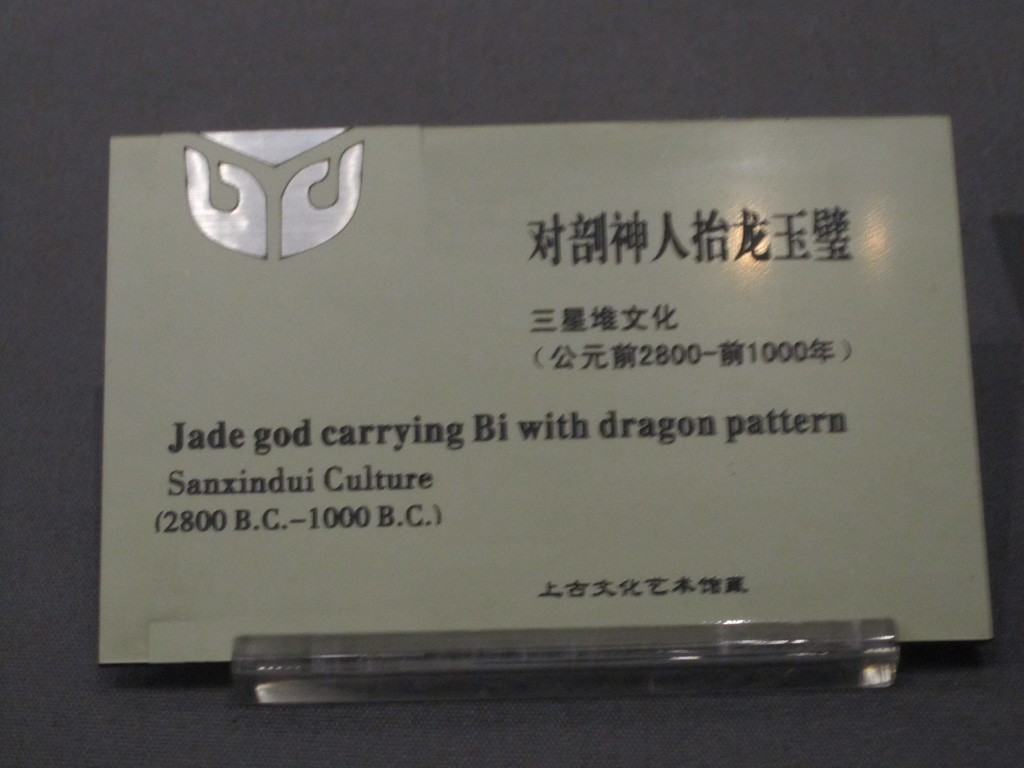 对剖神人抬龙玉璧
三星堆文化
（公元前2800-前1000年）
Jade god carrying Bi with dragon pattern
Sanxindui Culture
(2800 B.C.-1000 B.C.)
上古文化艺术馆藏